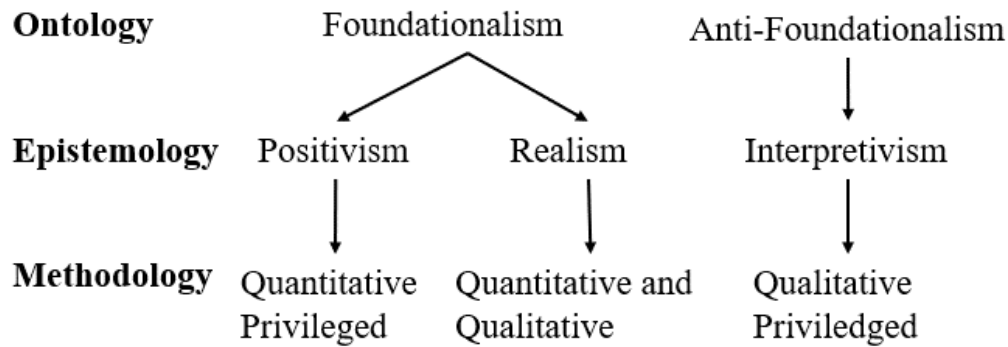 Ontology Foundationalism Anti-Foundationalism
Epistemology Positivism Realism Interpretivism
Methodology Quantitative Quantitative and Qualitative
Privileged Qualitative Priviledged